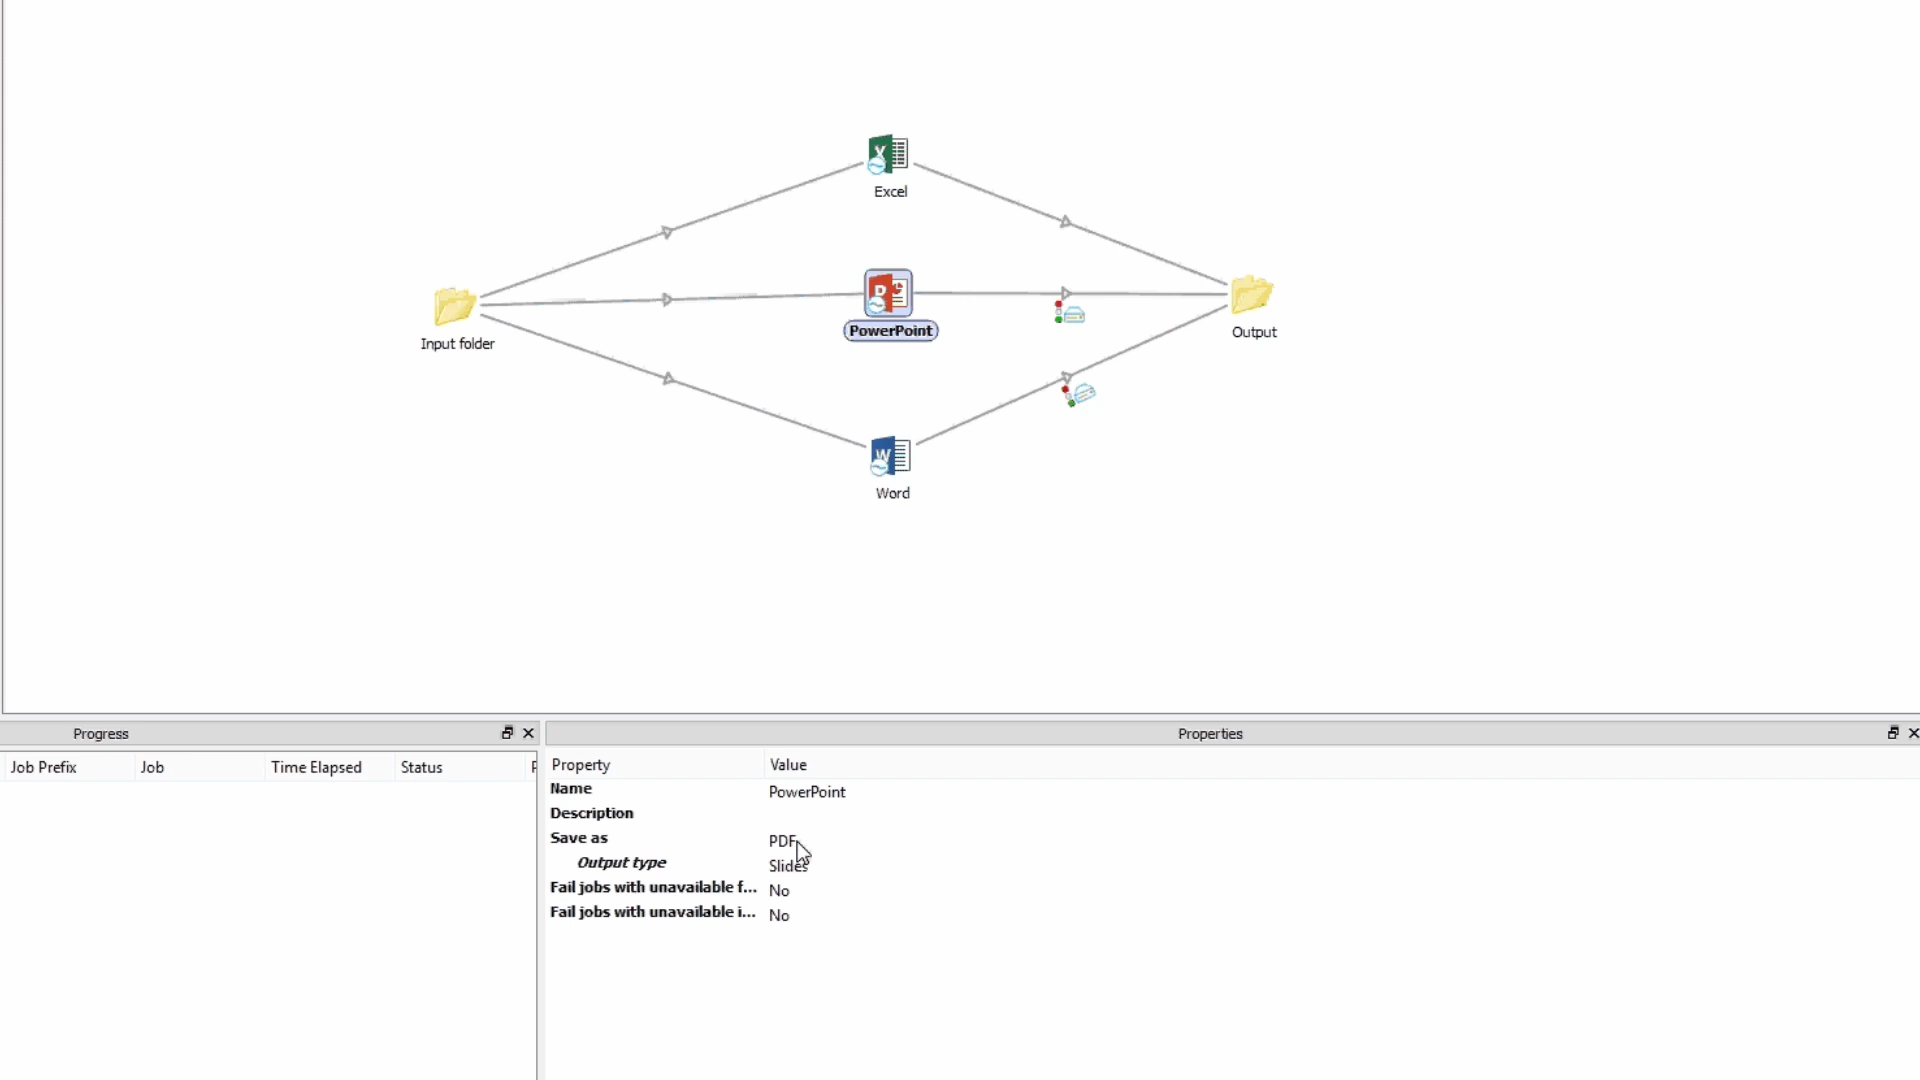 Excel
PowerPoint
Input folder
Output
Word
Progress
Properties
Job Prefix Job Time Elapsed Status
Property Value
Name PowerPoint
Description
Save as PDF
Output type Slides
Fail jobs with unavailable f... No
Fail jobs with unavailable i... No